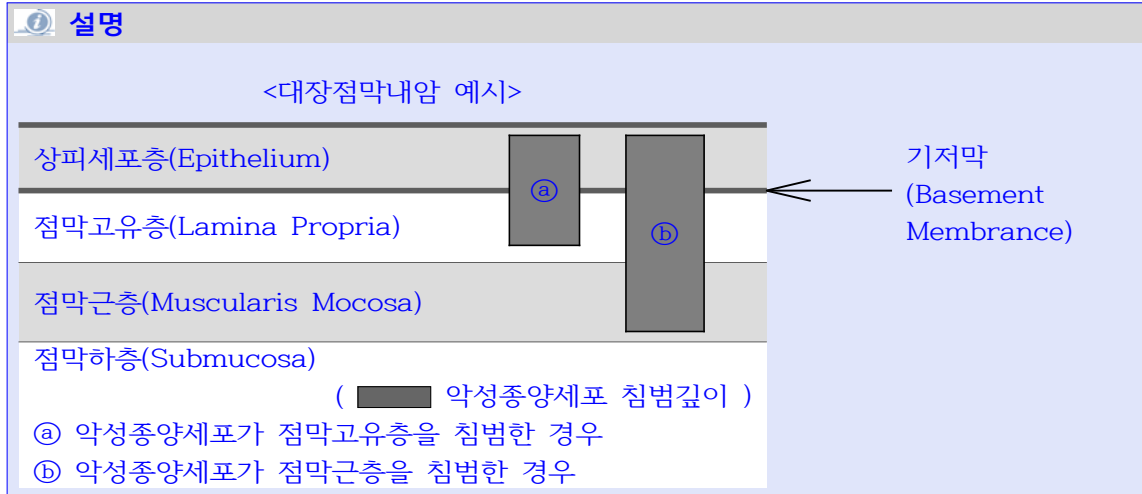 설명
<대장점막내암 예시>
상피세포층(Epithelium)
기저막
(Basement
Membrance)
ⓐ
점막고유층(Lamina Propria)
ⓑ
점막근층(Muscularis Mocosa)
점막하층(Submucosa)
( 악성종양세포 침범깊이 )
ⓐ 악성종양세포가 점막고유층을 침범한 경우
ⓑ 악성종양세포가 점막근층을 침범한 경우